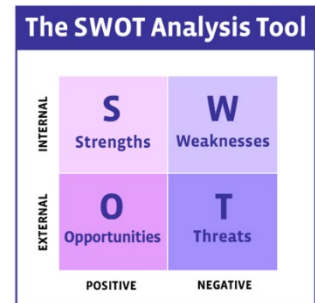 The SWOT Analysis Tool
INTERNAL
S
Strengths
W
Weaknesses
EXTERNAL
O
Opportunities
T
Threats
POSITIVE
NEGATIVE